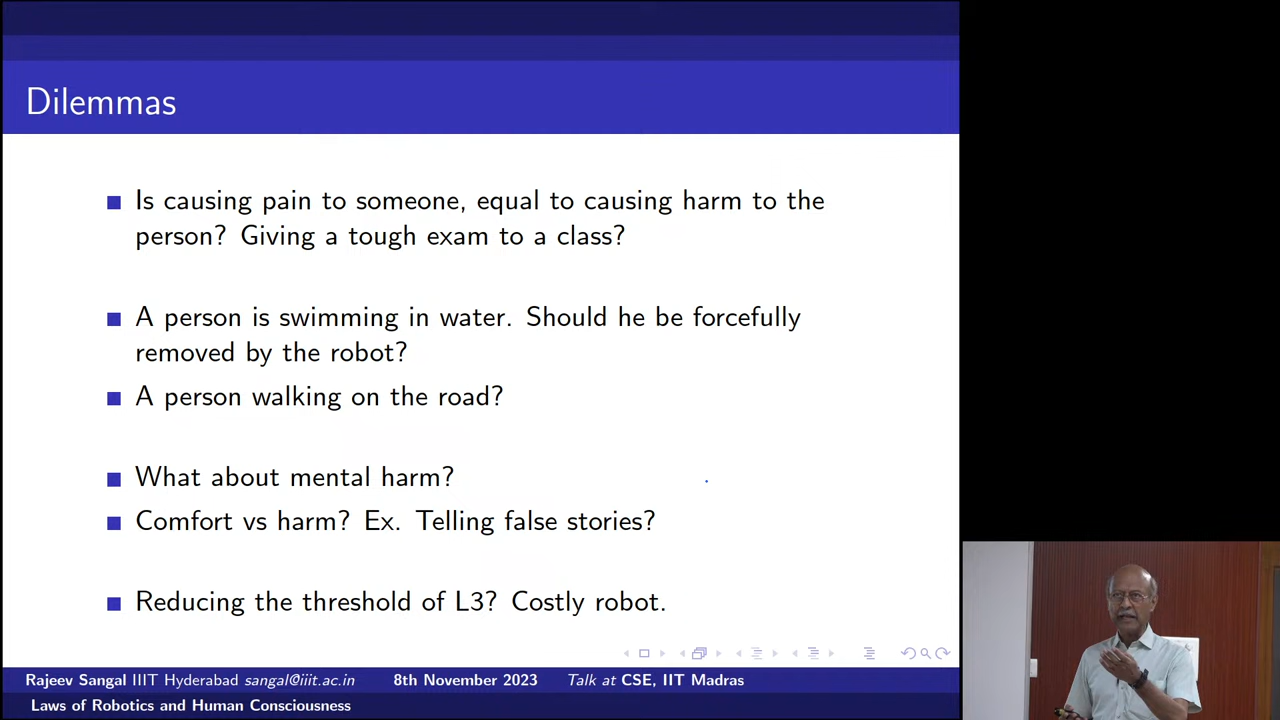 Dilemmas
Is causing pain to someone, equal to causing harm to the
person? Giving a tough exam to a class?
A person is swimming in water. Should he be forcefully
removed by the robot?
A person walking on the road?
What about mental harm?
Comfort vs harm? Ex. Telling false stories?
Reducing the threshold of L3? Costly robot.
Rajeev Sangal IIIT Hyderabad sangal@iiit.ac.in 8th November 2023 Talk at CSE, IIT Madras
Laws of Robotics and Human Consciousness